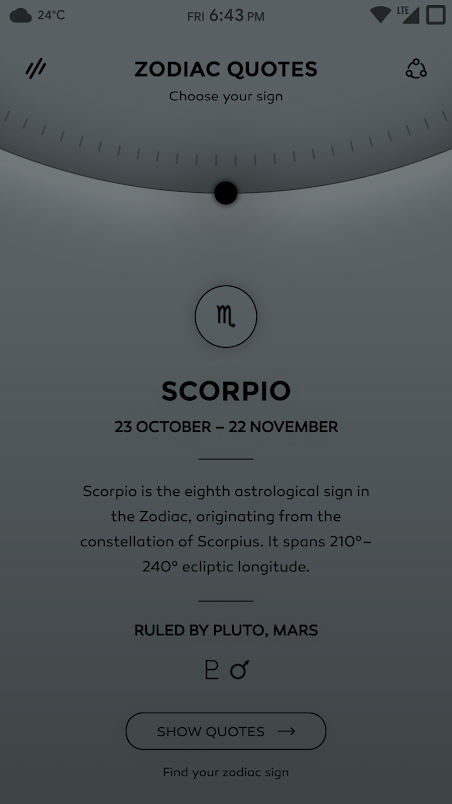 24°C FRI 6:43 PM LTE
ZODIAC QUOTES
Choose your sign
♏
SCORPIO
23 OCTOBER – 22 NOVEMBER
Scorpio is the eighth astrological sign in
the Zodiac, originating from the
constellation of Scorpius. It spans 210°–
240° ecliptic longitude.
RULED BY PLUTO, MARS
♇ ♂
SHOW QUOTES →
Find your zodiac sign